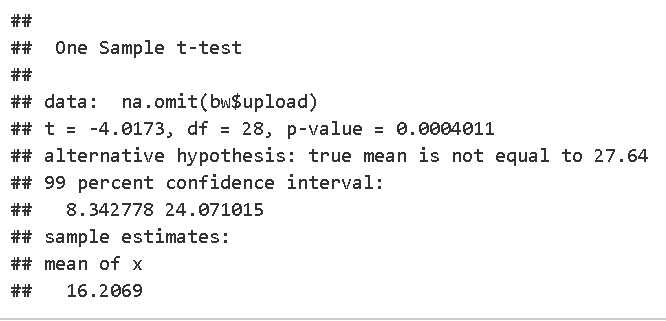 ##
##  One Sample t-test
##
## data:  na.omit(bw$upload)
## t = -4.0173, df = 28, p-value = 0.0004011
## alternative hypothesis: true mean is not equal to 27.64
## 99 percent confidence interval:
##   8.342778 24.071015
## sample estimates:
## mean of x
##   16.2069